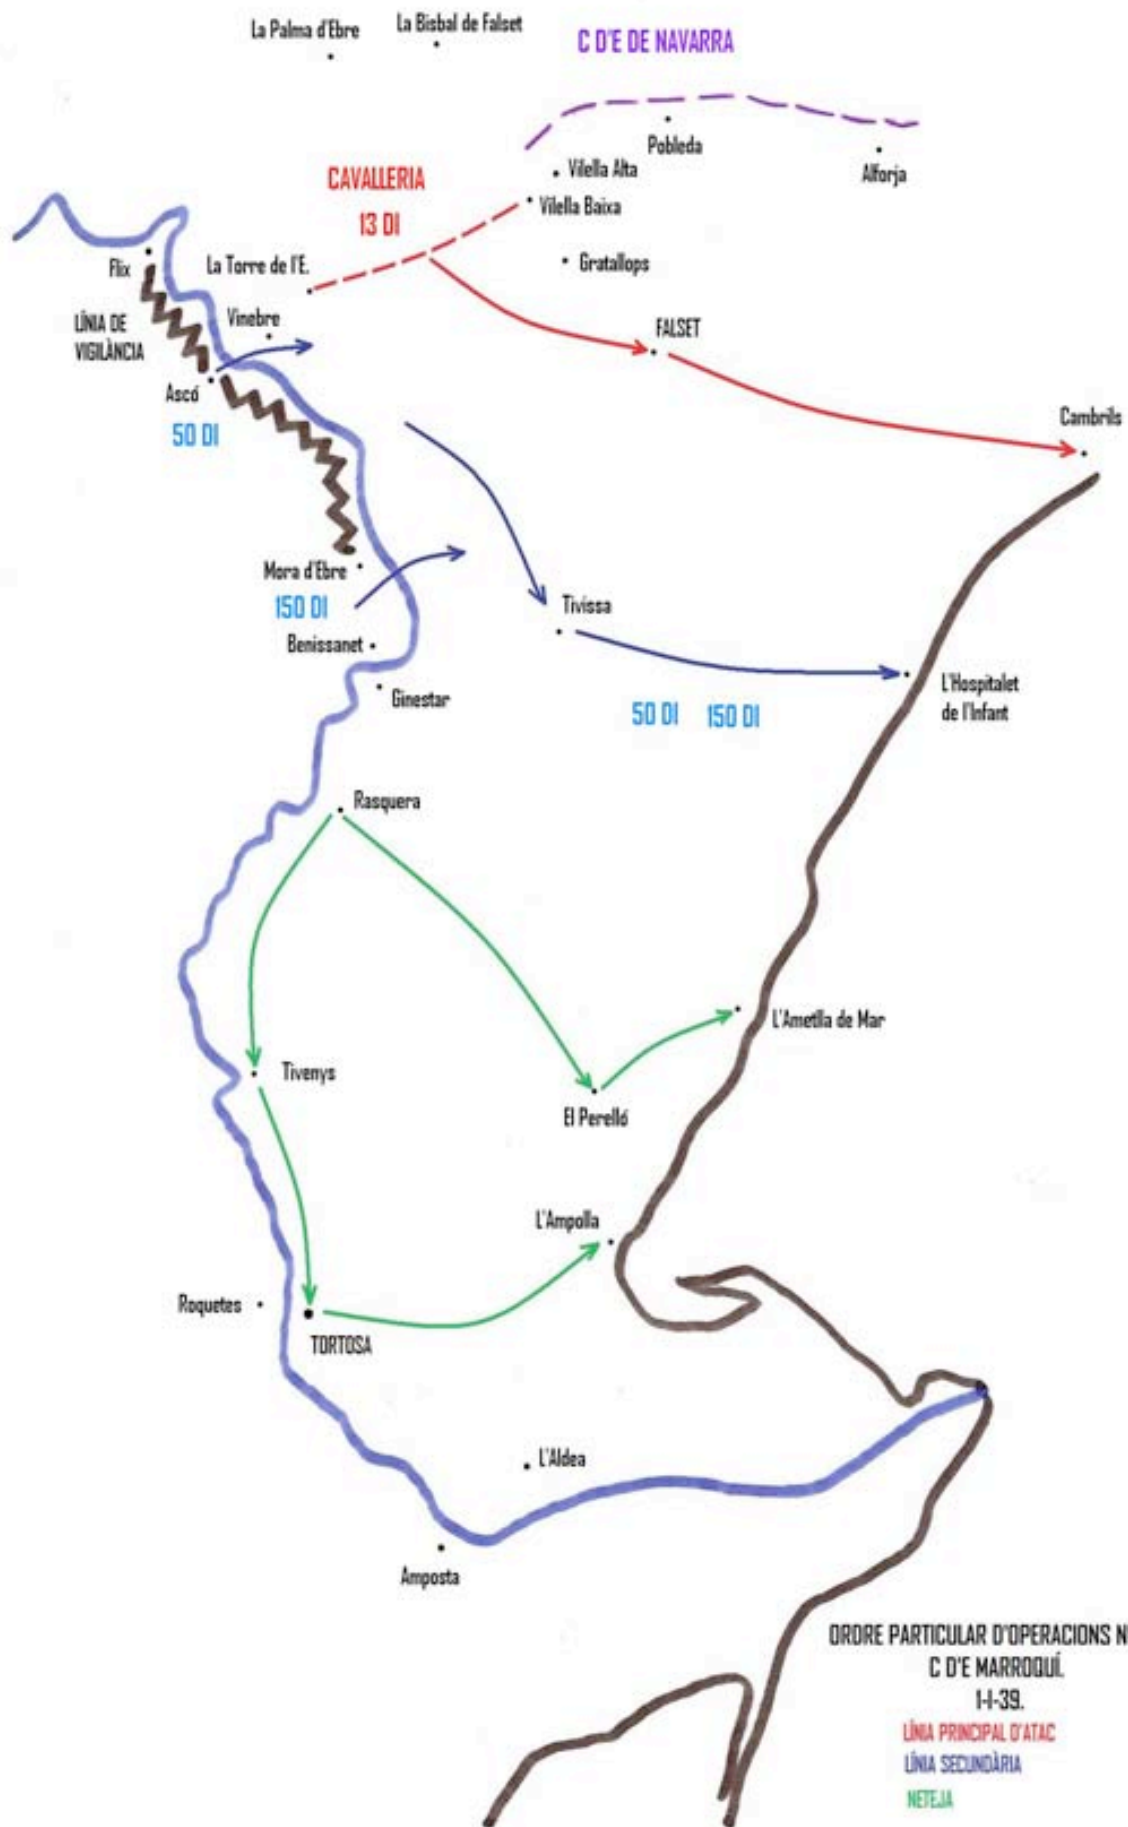 La Palma d'Ebre
La Bisbal de Falset
C D'E DE NAVARRA
Pobleda
Alforja
Vilella Alta
CAVALLERIA
13 DI
Vilella Baixa
Gratallops
Flix
La Torre de l'E.
LÍNIA DE
VIGILÀNCIA
Vinebre
FALSET
Ascó
50 DI
Cambrils
Mora d'Ebre
150 DI
Tivissa
Benissanet
Ginestar
50 DI 150 DI
L'Hospitalet
de l'Infant
Rasquera
L'Ametlla de Mar
Tivenys
El Perelló
L'Ampolla
Roquetes
TORTOSA
L'Aldea
Amposta
ORDRE PARTICULAR D'OPERACIONS N
C D'E MARROQUÍ.
1-I-39.
LÍNIA PRINCIPAL D'ATAC
LÍNIA SECUNDÀRIA
NETEJA